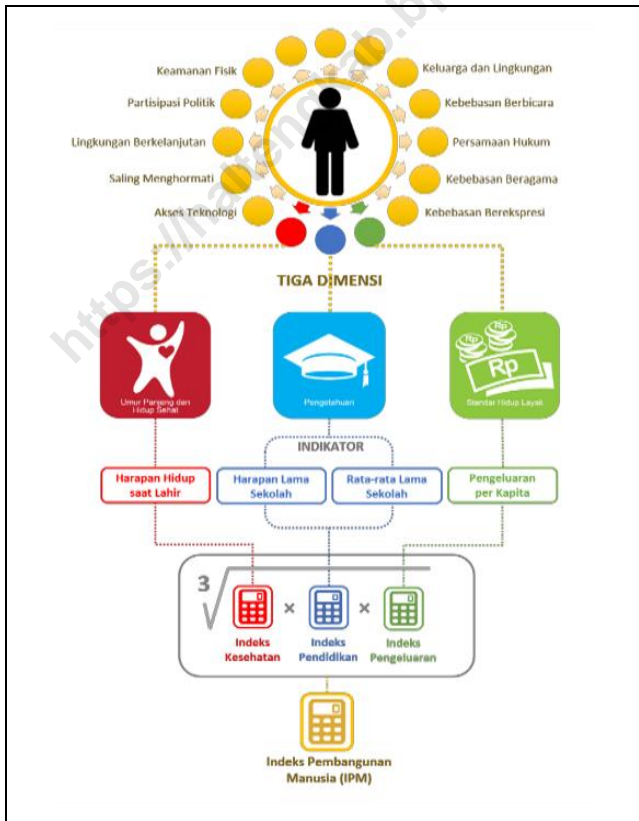 Keamanan Fisik
Keluarga dan Lingkungan
Partisipasi Politik
Kebebasan Berbicara
Lingkungan Berkelanjutan
Persamaan Hukum
Saling Menghormati
Kebebasan Beragama
Akses Teknologi
Kebebasan Berekspresi
TIGA DIMENSI
Rp Rp
Rp
Umur Panjang dan
Hidup Sehat
Pengetahuan
Standar Hidup Layak
INDIKATOR
Harapan Hidup
saat Lahir
Harapan Lama
Sekolah
Rata-rata Lama
Sekolah
Pengeluaran
per Kapita
3
√
× ×
Indeks
Kesehatan
Indeks
Pendidikan
Indeks
Pengeluaran
Indeks Pembangunan
Manusia (IPM)